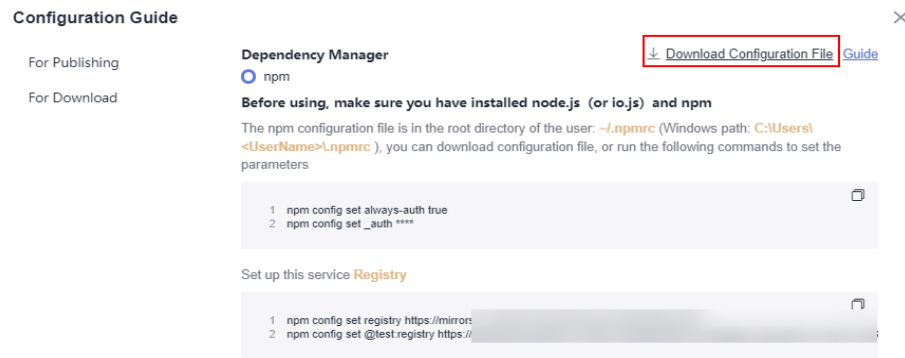 Configuration Guide
For Publishing
For Download
Dependency Manager
Download Configuration File Guide
npm
Before using, make sure you have installed node.js (or io.js) and npm
The npm configuration file is in the root directory of the user: ~/.npmrc (Windows path: C:\Users\
<UserName>\.npmrc ), you can download configuration file, or run the following commands to set the
parameters
1 npm config set always-auth true
2 npm config set _auth ****
Set up this service Registry
1 npm config set registry https://mirrors
2 npm config set @test:registry https://